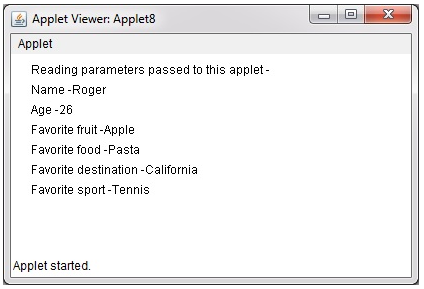 Applet Viewer: Applet8
Applet
Reading parameters passed to this applet -
Name -Roger
Age -26
Favorite fruit -Apple
Favorite food -Pasta
Favorite destination -California
Favorite sport -Tennis
Applet started.